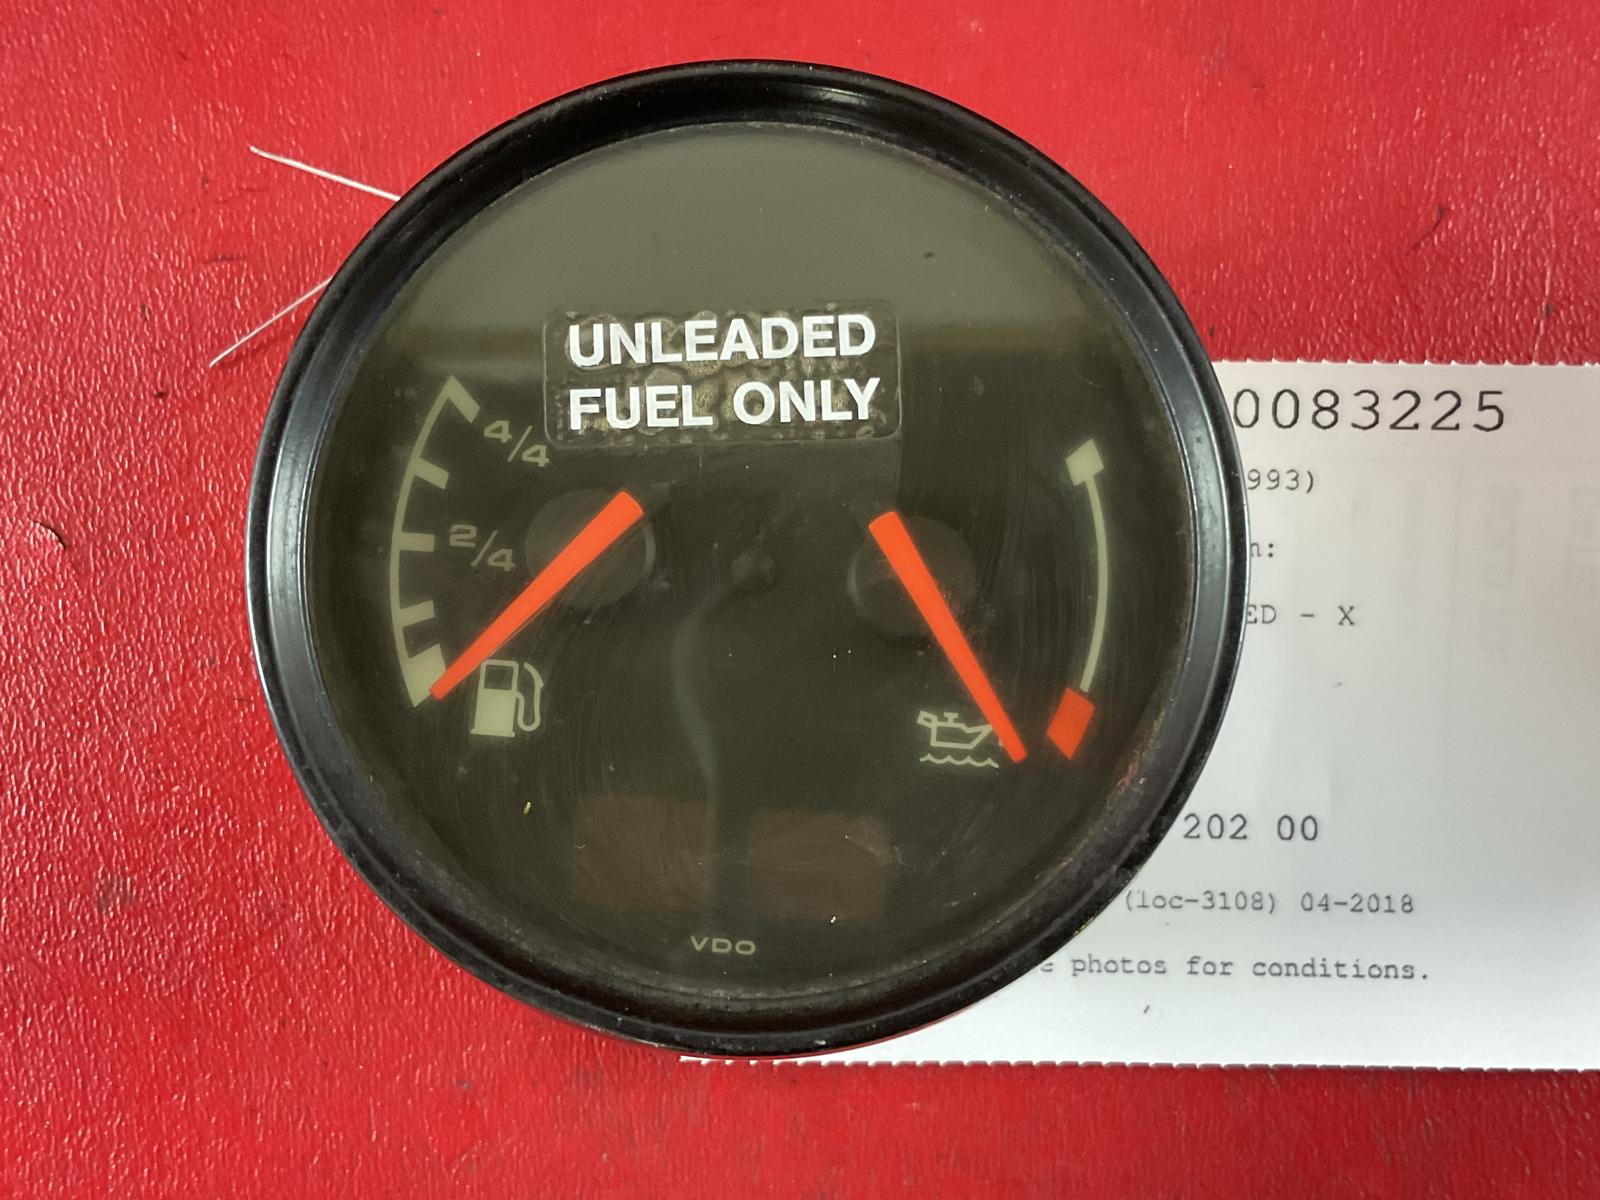 UNLEADED
FUEL ONLY
4/4
2/4
VDO
0083225
993)
n:
ED - X
202 00
(loc-3108) 04-2018
photos for conditions.